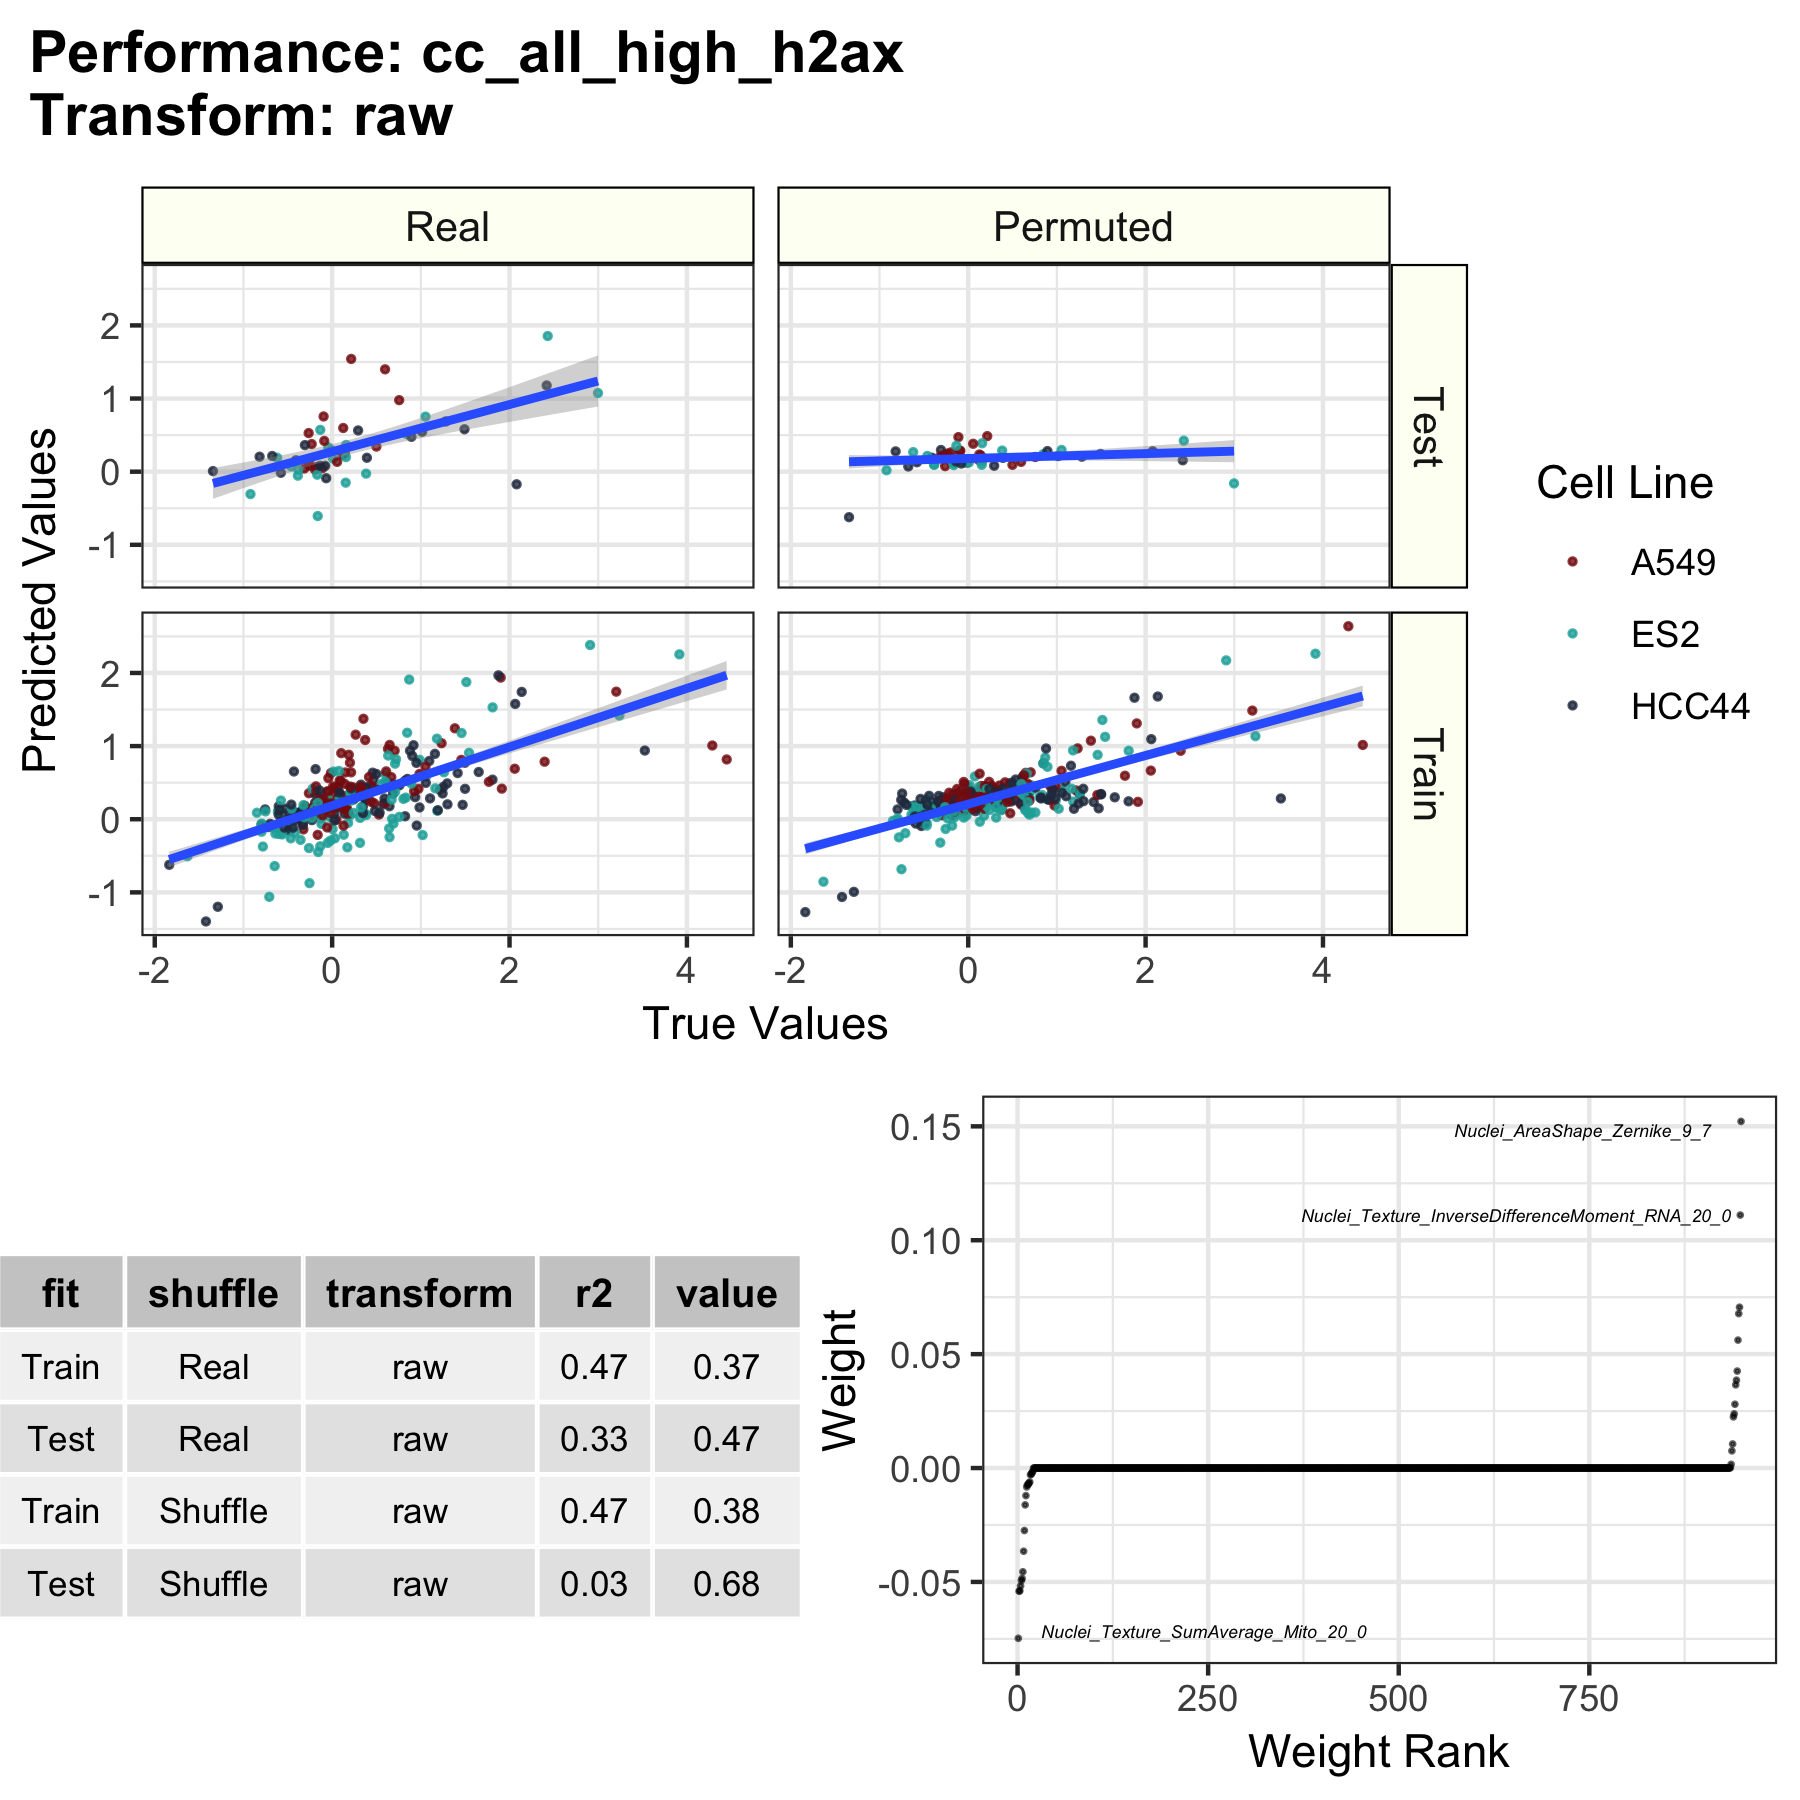 Performance: cc_all_high_h2ax
Transform: raw
Real
Permuted
2
1
0
-1
Test
2
1
0
-1
Train
Predicted Values
-2
0
2
4
-2
0
2
4
True Values
Cell Line
A549
ES2
HCC44
fit shuffle transform r2 value
Train Real raw 0.47 0.37
Test Real raw 0.33 0.47
Train Shuffle raw 0.47 0.38
Test Shuffle raw 0.03 0.68
Weight
0.15
0.10
0.05
0.00
-0.05
Nuclei_AreaShape_Zernike_9_7
Nuclei_Texture_InverseDifferenceMoment_RNA_20_0
Nuclei_Texture_SumAverage_Mito_20_0
0
250
500
750
Weight Rank